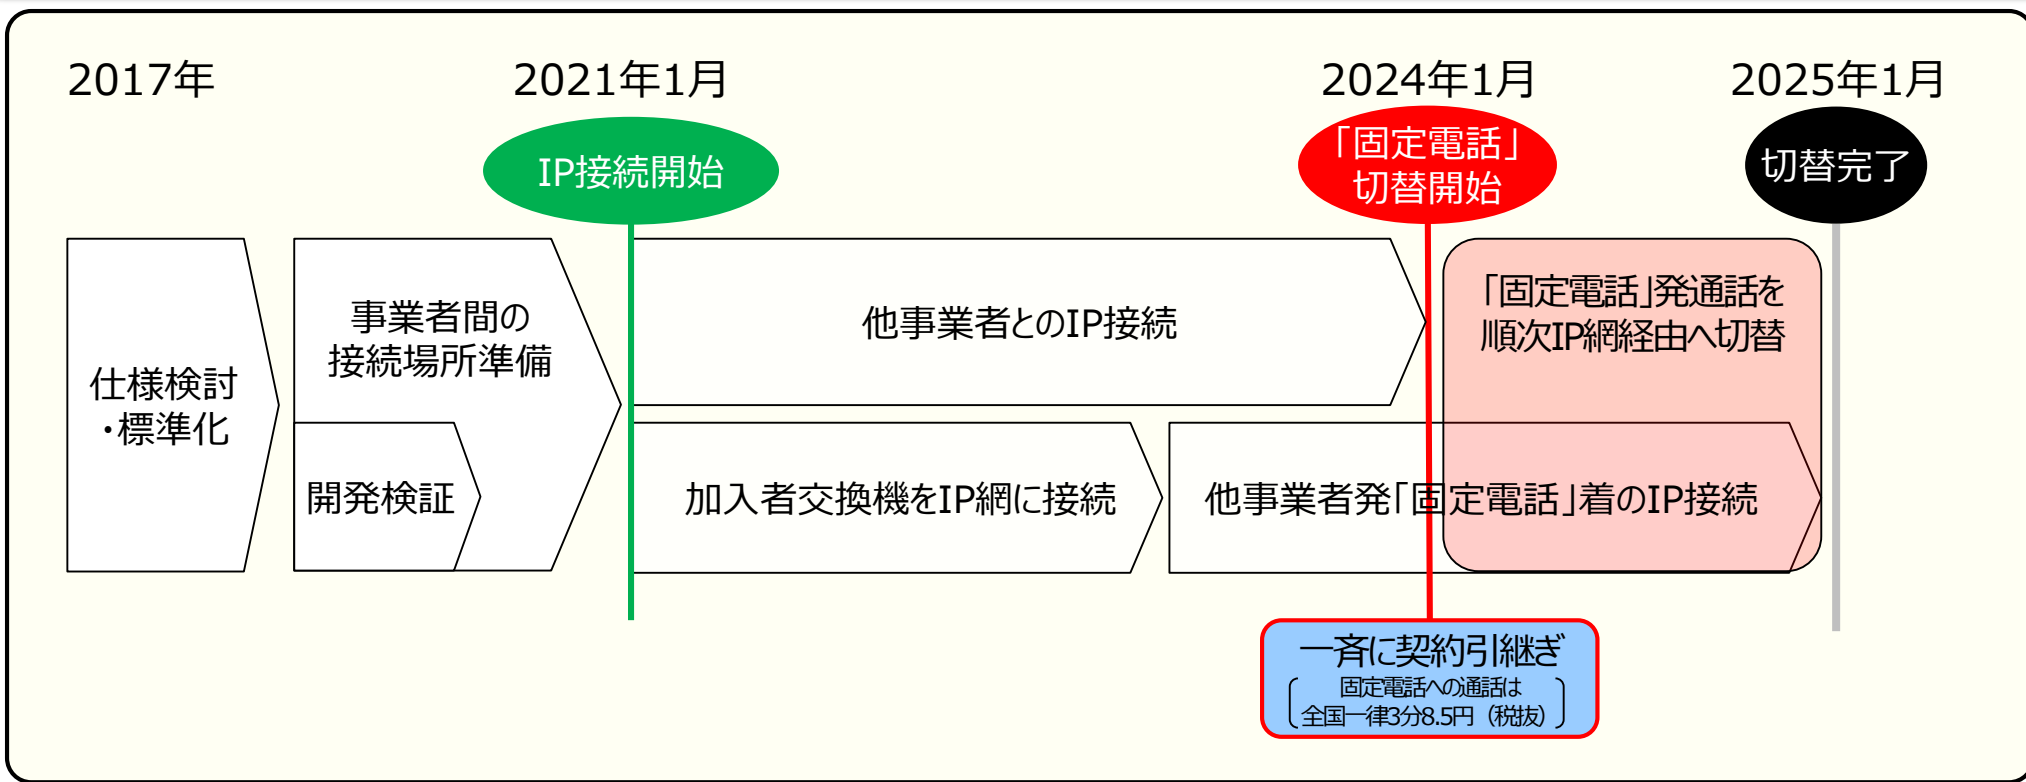 2017年
2021年1月
2024年1月
2025年1月
IP接続開始
「固定電話」
切替開始
切替完了
仕様検討
・標準化
事業者間の
接続場所準備
開発検証
他事業者とのIP接続
「固定電話」発通話を
順次IP網経由へ切替
加入者交換機をIP網に接続
他事業者発「固定電話」着のIP接続
一斉に契約引継ぎ
固定電話への通話は
全国一律3分8.5円（税抜）